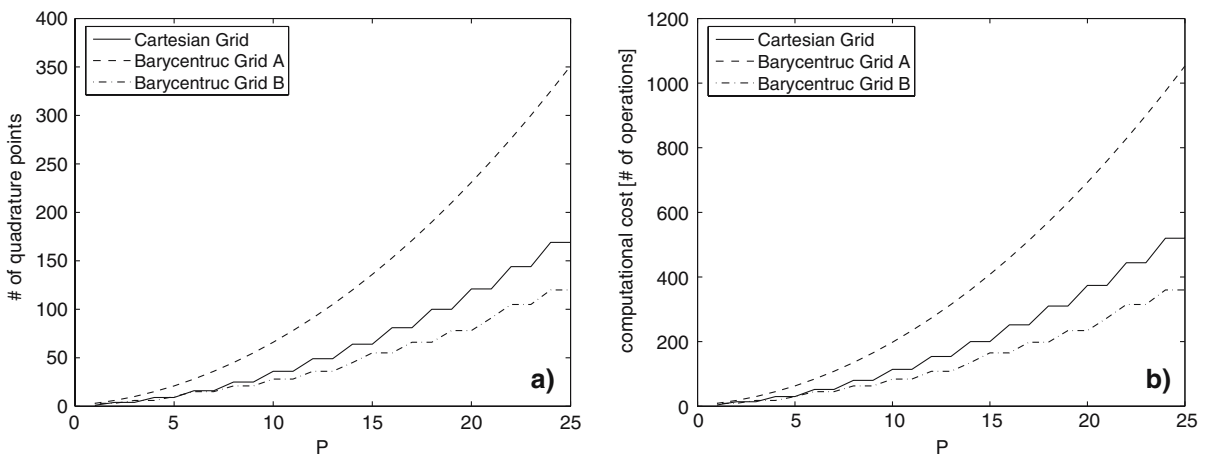 400
350
300
250
200
150
100
50
0
# of quadrature points
Cartesian Grid
Barycentruc Grid A
Barycentruc Grid B
a)
0 5 10 15 20 25
P
1200
1000
800
600
400
200
0
computational cost [# of operations]
Cartesian Grid
Barycentruc Grid A
Barycentruc Grid B
b)
0 5 10 15 20 25
P